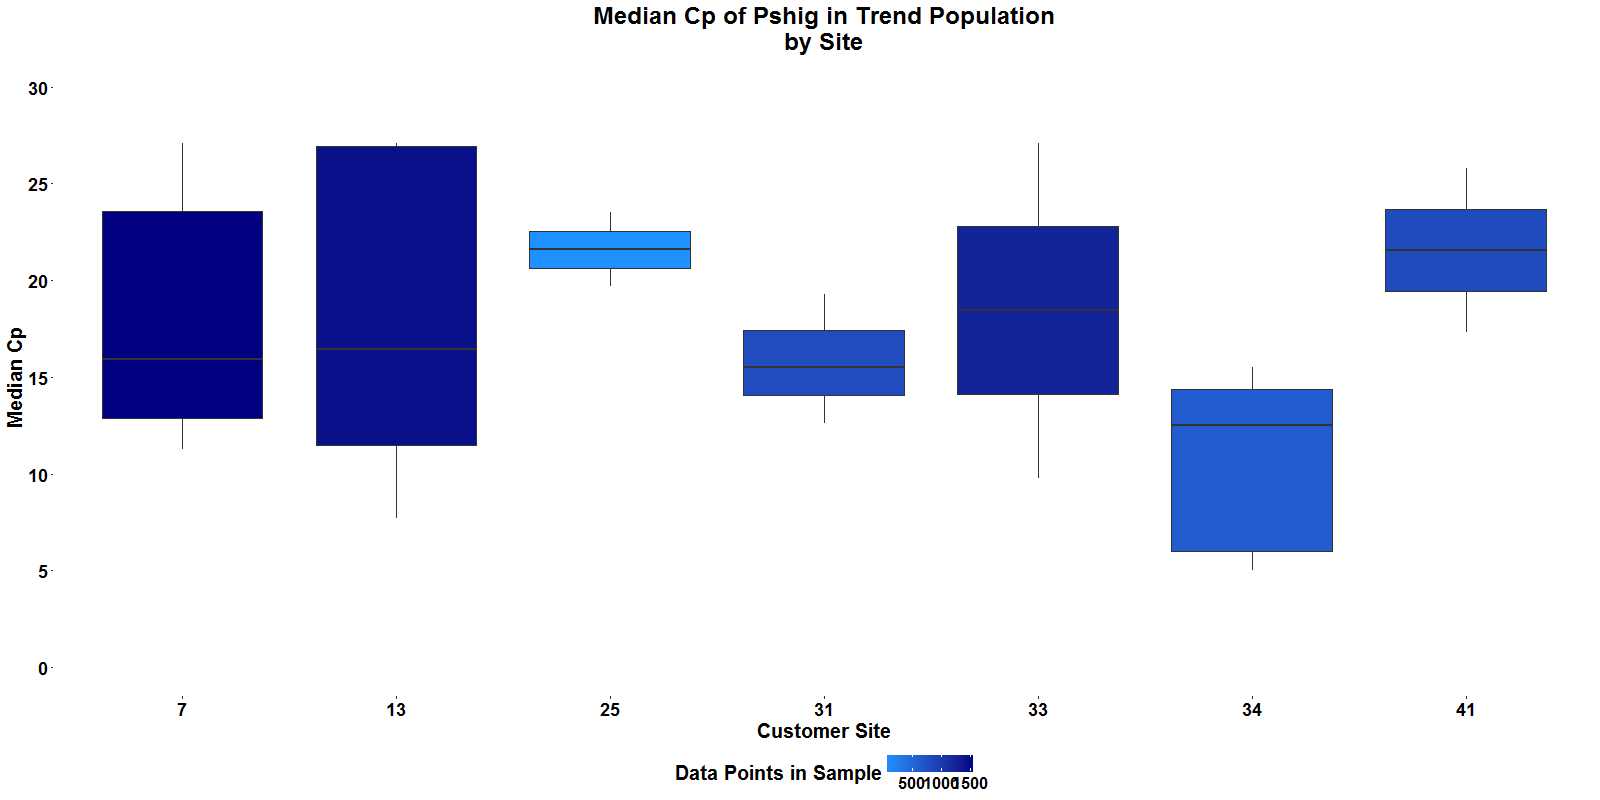 Median Cp of Pshig in Trend Population
by Site
30
25
20
15
10
5
0
Median Cp
7 13 25 31 33 34 41
Customer Site
Data Points in Sample
500 1000 1500